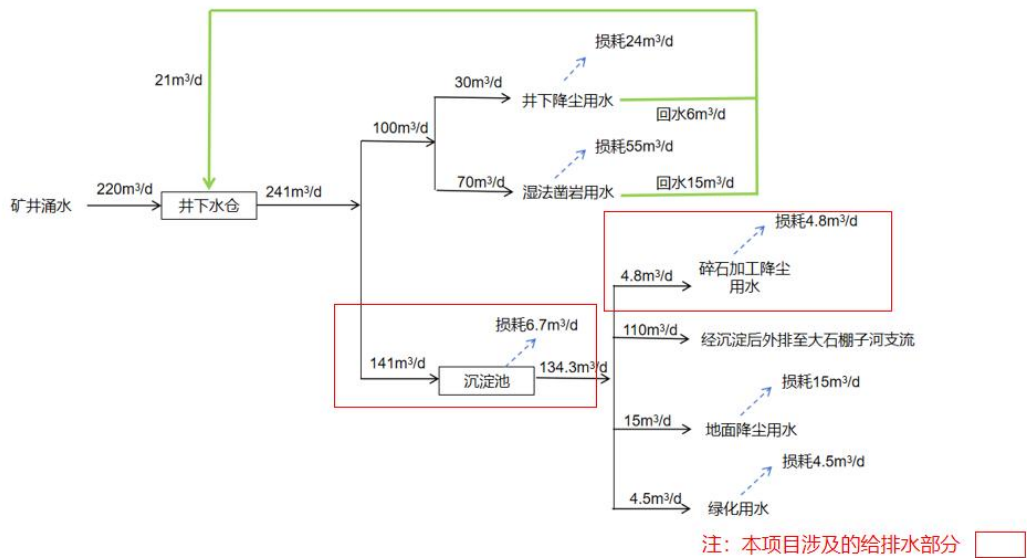 损耗24m³/d
21m³/d
30m³/d
井下降尘用水
回水6m³/d
100m³/d
损耗55m³/d
70m³/d
湿法凿岩用水
回水15m³/d
矿井涌水
220m³/d
井下水仓
241m³/d
损耗4.8m³/d
4.8m³/d
碎石加工降尘
用水
损耗6.7m³/d
110m³/d
经沉淀后外排至大石棚子河支流
141m³/d
沉淀池
134.3m³/d
损耗15m³/d
15m³/d
地面降尘用水
损耗4.5m³/d
4.5m³/d
绿化用水
注：本项目涉及的给排水部分